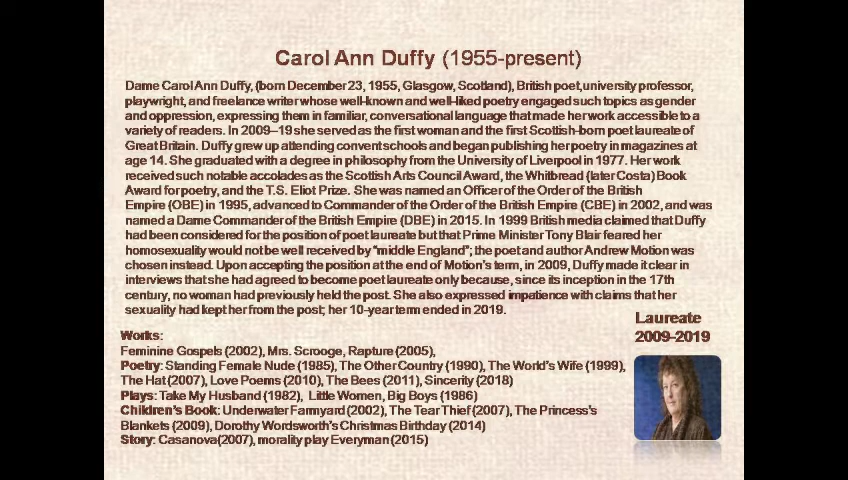 Carol Ann Duffy (1955-present)
Dame Carol Ann Duffy, (born December 23, 1955, Glasgow, Scotland), British poet, university professor,
playwright, and freelance writer whose well-known and well-liked poetry engaged such topics as gender
and oppression, expressing them in familiar, conversational language that made her work accessible to a
variety of readers. In 2009–19 she served as the first woman and the first Scottish-born poet laureate of
Great Britain. Duffy grew up attending convent schools and began publishing her poetry in magazines at
age 14. She graduated with a degree in philosophy from the University of Liverpool in 1977. Her work
received such notable accolades as the Scottish Arts Council Award, the Whitbread (later Costa) Book
Award for poetry, and the T.S. Eliot Prize. She was named an Officer of the Order of the British
Empire (OBE) in 1995, advanced to Commander of the Order of the British Empire (CBE) in 2002, and was
named a Dame Commander of the British Empire (DBE) in 2015. In 1999 British media claimed that Duffy
had been considered for the position of poet laureate but that Prime Minister Tony Blair feared her
homosexuality would not be well received by “middle England”; the poet and author Andrew Motion was
chosen instead. Upon accepting the position at the end of Motion’s term, in 2009, Duffy made it clear in
interviews that she had agreed to become poet laureate only because, since its inception in the 17th
century, no woman had previously held the post. She also expressed impatience with claims that her
sexuality had kept her from the post; her 10-year term ended in 2019.
Laureate
2009-2019
Works:
Feminine Gospels (2002), Mrs. Scrooge, Rapture (2005),
Poetry: Standing Female Nude (1985), The Other Country (1990), The World’s Wife (1999),
The Hat (2007), Love Poems (2010), The Bees (2011), Sincerity (2018)
Plays: Take My Husband (1982), Little Women, Big Boys (1986)
Children’s Book: Underwater Farmyard (2002), The Tear Thief (2007), The Princess’s
Blankets (2009), Dorothy Wordsworth’s Christmas Birthday (2014)
Story: Casanova(2007), morality play Everyman (2015)